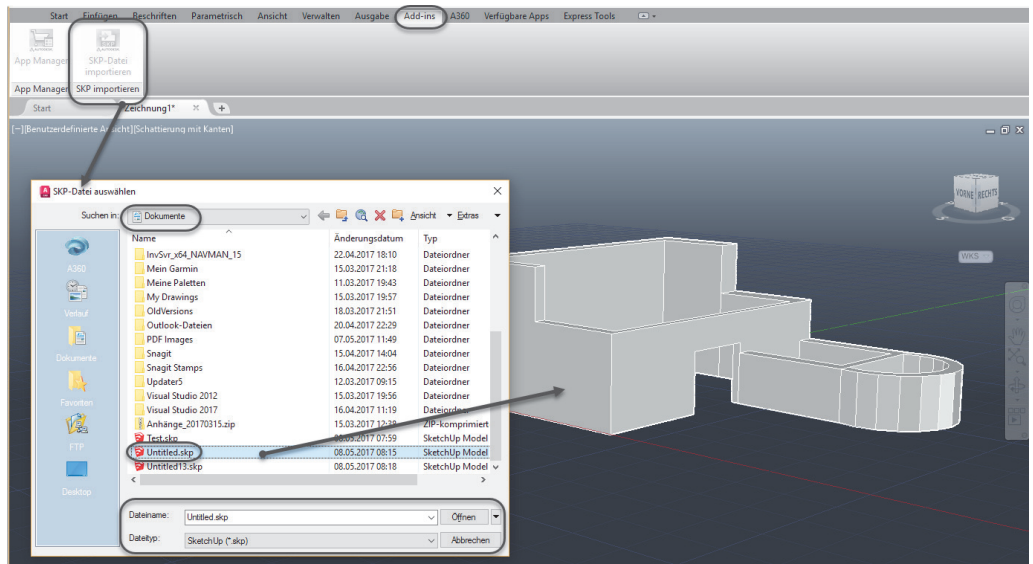 Start Einfügen Beschriften Parametrisch Ansicht Verwalten Ausgabe Add-ins A360 Verfügbare Apps Express Tools
App Manager SKP-Datei
importieren
App Manager SKP importieren
Start Zeichnung1* × +
[−][Benutzerdefinierte Ansicht][Schattierung mit Kanten]
VORNE RECHTS
WKS
SKP-Datei auswählen
Suchen in: Dokumente Ansicht Extras
Name Änderungsdatum Typ
InvSvr_x64_NAVMAN_15 22.04.2017 18:10 Dateiordner
Mein Garmin 15.03.2017 21:18 Dateiordner
Meine Paletten 11.03.2017 19:43 Dateiordner
My Drawings 15.03.2017 19:57 Dateiordner
OldVersions 18.03.2017 21:51 Dateiordner
Outlook-Dateien 20.04.2017 22:29 Dateiordner
PDF Images 07.05.2017 11:49 Dateiordner
Snagit 15.04.2017 14:04 Dateiordner
Snagit Stamps 16.04.2017 22:56 Dateiordner
Updater5 12.03.2017 09:15 Dateiordner
Visual Studio 2012 15.03.2017 19:56 Dateiordner
Visual Studio 2017 16.04.2017 11:19 Dateiordner
Anhänge_20170315.zip 15.03.2017 12:38 ZIP-komprimiert
Test.skp 08.05.2017 07:59 SketchUp Model
Untitled.skp 08.05.2017 08:15 SketchUp Model
Untitled13.skp 08.05.2017 08:18 SketchUp Model
A360
Verlauf
Dokumente
Favoriten
FTP
Desktop
Dateiname: Untitled.skp Öffnen
Dateityp: SketchUp (*.skp) Abbrechen